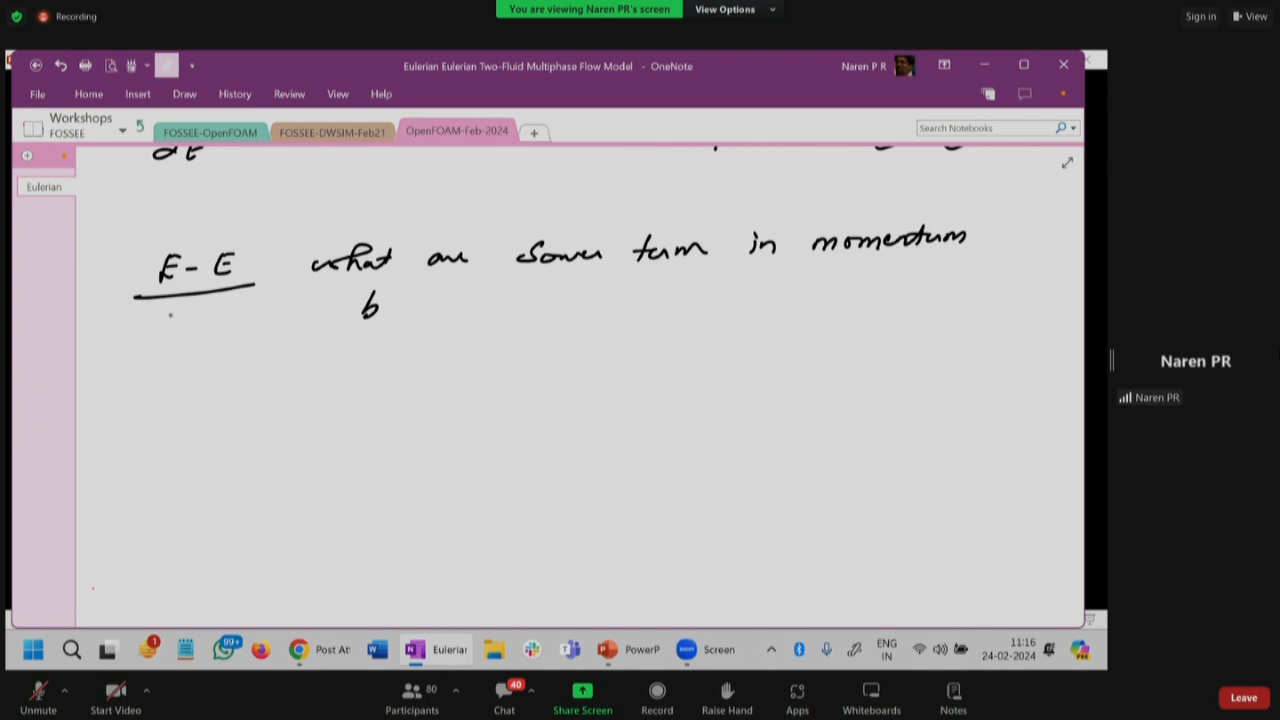 Recording
You are viewing Naren PR's screen View Options
Sign in View
Eulerian Eulerian Two-Fluid Multiphase Flow Model - OneNote
Naren P R
File Home Insert Draw History Review View Help
Workshops
FOSSEE
5
FOSSEE-OpenFOAM
FOSSEE-DWSIM-Feb21
OpenFOAM-Feb-2024
Search Notebooks
Eulerian
E - E what are Source term in momentum
b
Naren PR
Naren PR
1
99+
Post At
Eulerian
PowerP
Screen
ENG
IN
11:16
24-02-2024
Unmute
Start Video
80
Participants
40
Chat
Share Screen
Record
Raise Hand
Apps
Whiteboards
Notes
Leave